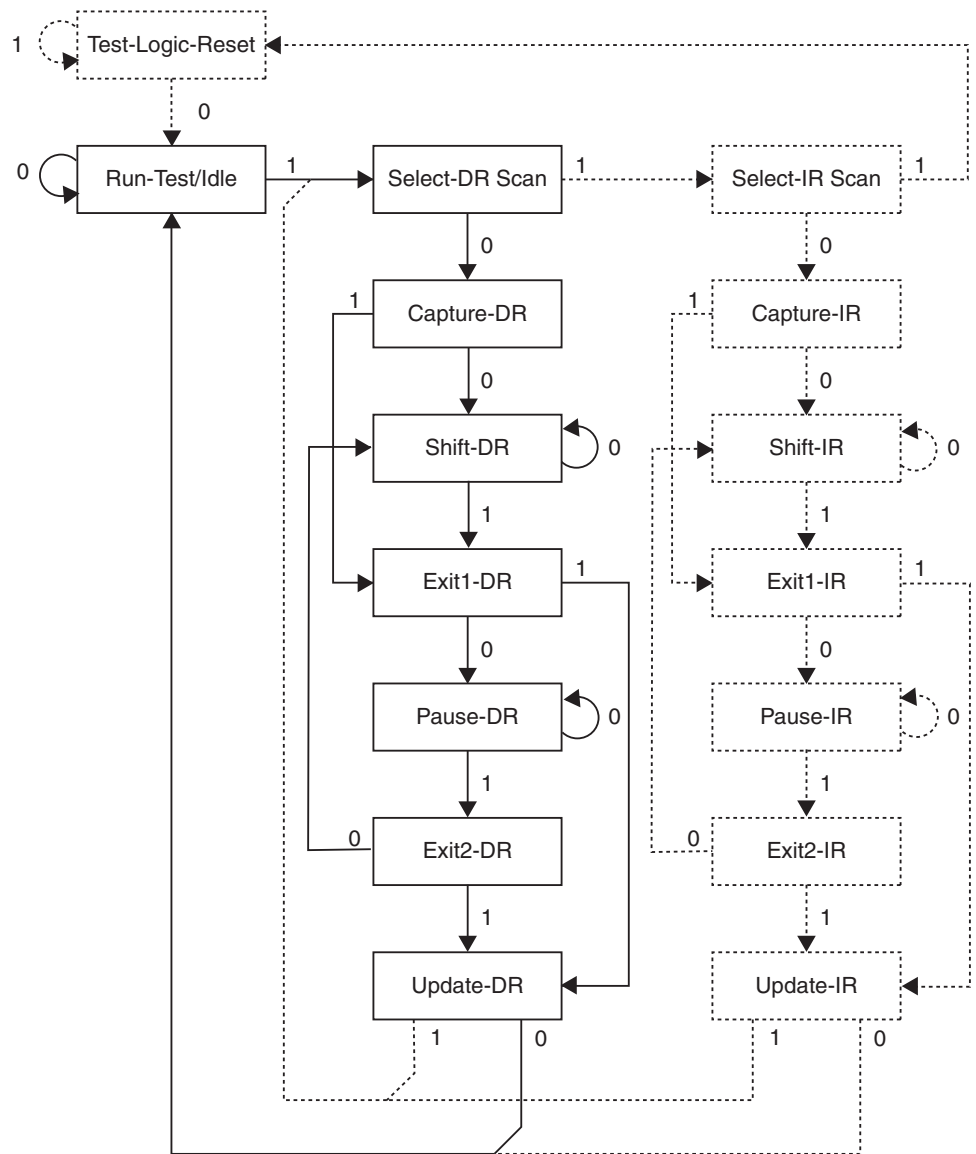 1
Test-Logic-Reset
0
0
Run-Test/Idle
1
Select-DR Scan
1
Select-IR Scan
1
0
0
1
Capture-DR
1
Capture-IR
0
0
Shift-DR
0
Shift-IR
0
1
1
Exit1-DR
1
Exit1-IR
1
0
0
Pause-DR
0
Pause-IR
0
1
1
0
Exit2-DR
0
Exit2-IR
1
1
Update-DR
Update-IR
1
0
1
0